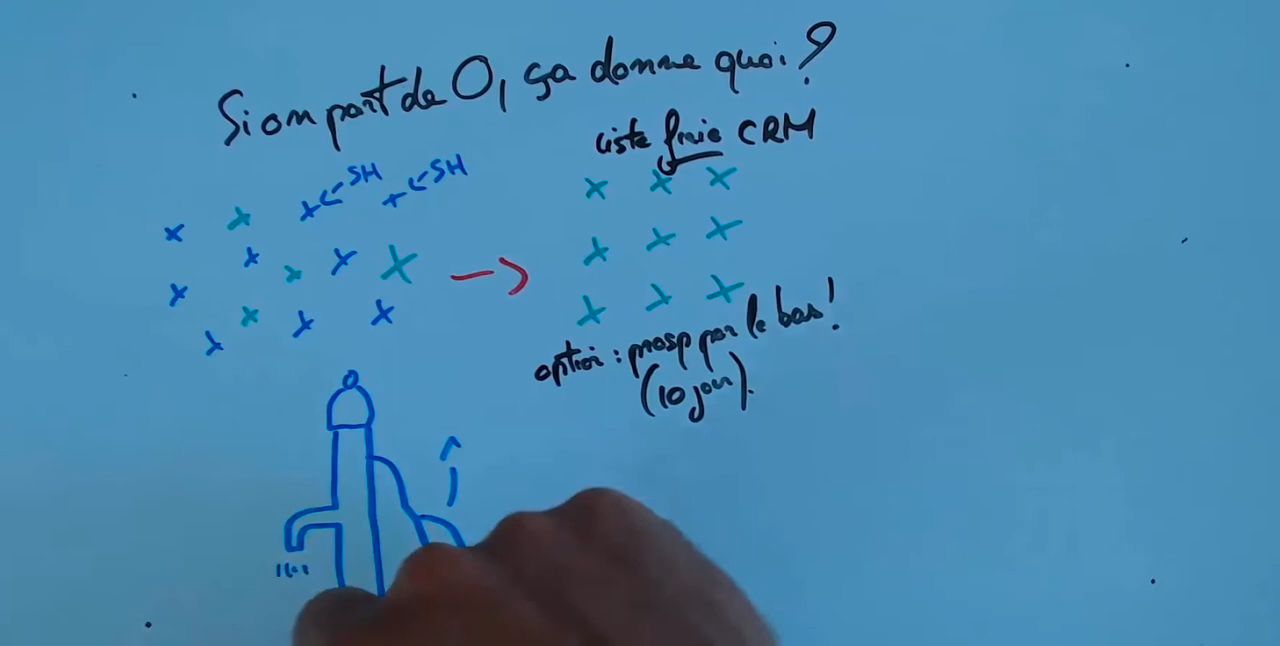 Si on part de 0, ça donne quoi ?
liste finie CRM
SH
SH
option : prosp par le bas !
(10 jours).